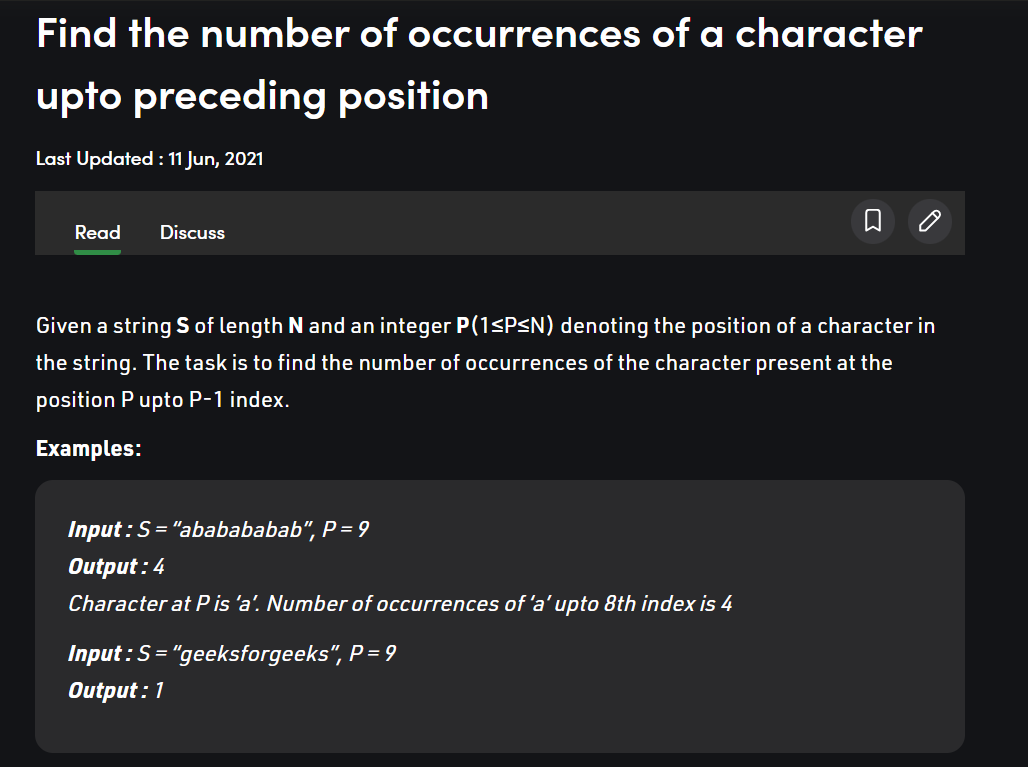 Find the number of occurrences of a character
upto preceding position
Last Updated : 11 Jun, 2021
Read
Discuss
Given a string S of length N and an integer P(1≤P≤N) denoting the position of a character in
the string. The task is to find the number of occurrences of the character present at the
position P upto P-1 index.
Examples:
Input : S = “ababababab”, P = 9
Output : 4
Character at P is ‘a’. Number of occurrences of ‘a’ upto 8th index is 4
Input : S = “geeksforgeeks”, P = 9
Output : 1